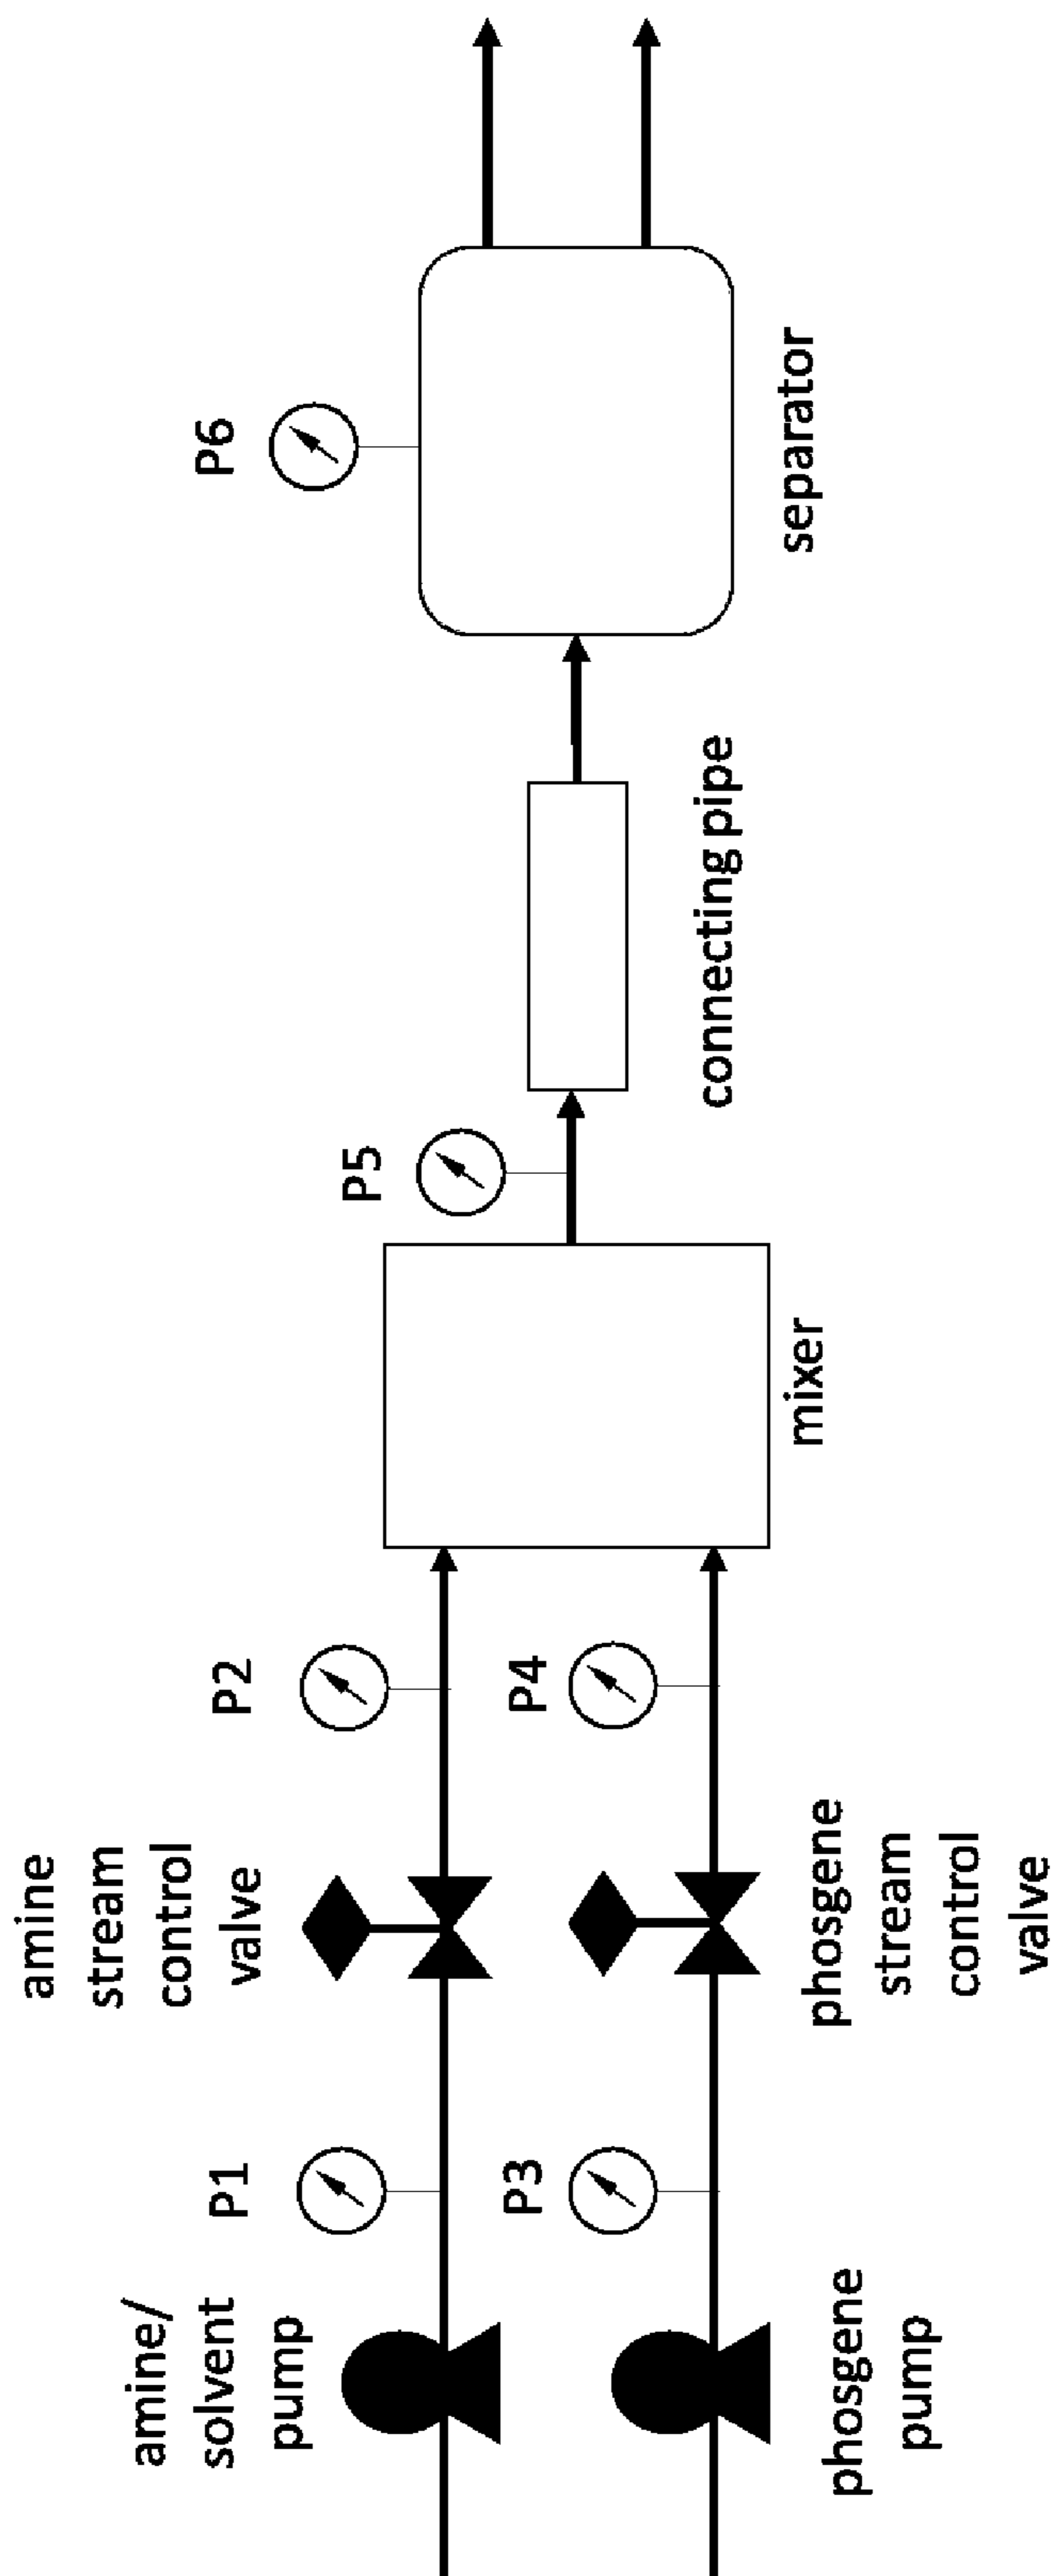 amine/
solvent
pump
P1
amine
stream
control
valve
P2
phosgene
pump
P3
phosgene
stream
control
valve
P4
mixer
P5
connecting pipe
P6
separator